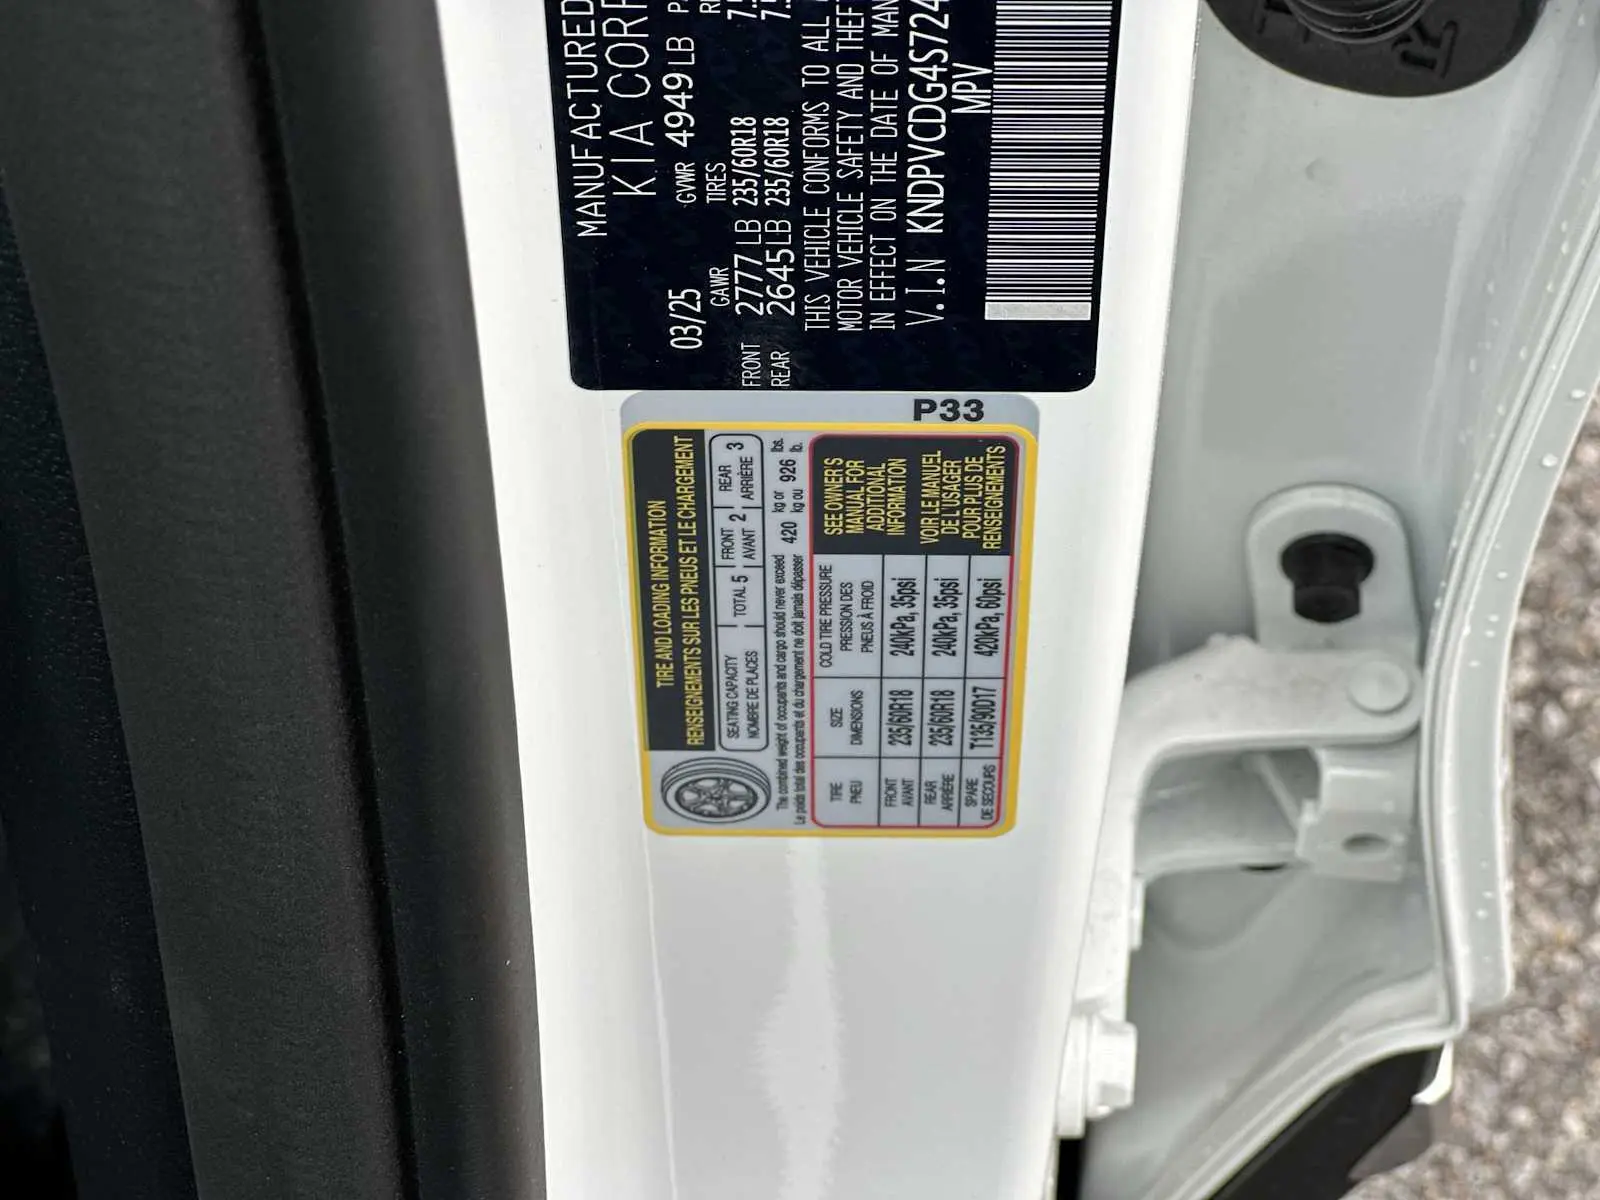 MANUFACTURED
KIA CORP
03/25 GVWR 4949LB
GAWR TIRES
FRONT 2777LB 235/60R18
REAR 2645LB 235/60R18
THIS VEHICLE CONFORMS TO ALL
MOTOR VEHICLE SAFETY AND THEFT
IN EFFECT ON THE DATE OF MAN
V.I.N KNDPVCDG4S724
MPV
P33
TIRE AND LOADING INFORMATION
RENSEIGNEMENTS SUR LES PNEUS ET LE CHARGEMENT
SEATING CAPACITY TOTAL 5 FRONT 2 REAR 3
NOMBRE DE PLACES AVANT ARRIÈRE
The combined weight of occupants and cargo should never exceed 420 kg or 926 lbs.
Le poids total des occupants et du chargement ne doit jamais dépasser kg ou lb.
TIRE SIZE COLD TIRE PRESSURE
PNEU DIMENSIONS PRESSION DES
PNEUS À FROID
FRONT 235/60R18 240kPa, 35psi
AVANT
REAR 235/60R18 240kPa, 35psi
ARRIÈRE
SPARE T135/90D17 420kPa, 60psi
DE SECOURS
SEE OWNER'S
MANUAL FOR
ADDITIONAL
INFORMATION
VOIR LE MANUEL
DE L'USAGER
POUR PLUS DE
RENSEIGNEMENTS